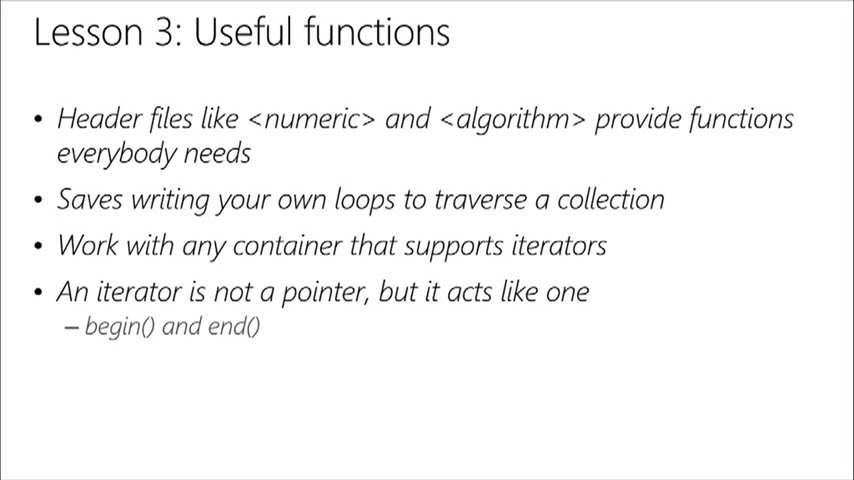 Lesson 3: Useful functions
• Header files like <numeric> and <algorithm> provide functions
everybody needs
• Saves writing your own loops to traverse a collection
• Work with any container that supports iterators
• An iterator is not a pointer, but it acts like one
– begin() and end()